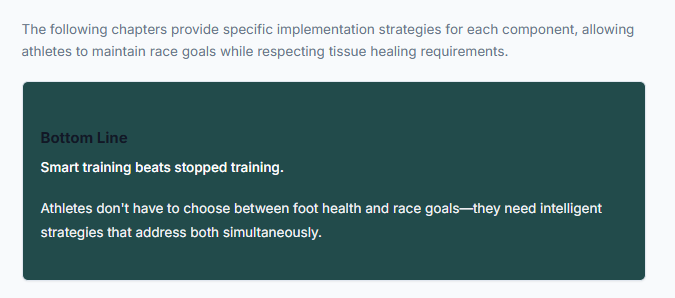 The following chapters provide specific implementation strategies for each component, allowing
athletes to maintain race goals while respecting tissue healing requirements.
Bottom Line
Smart training beats stopped training.
Athletes don't have to choose between foot health and race goals—they need intelligent
strategies that address both simultaneously.